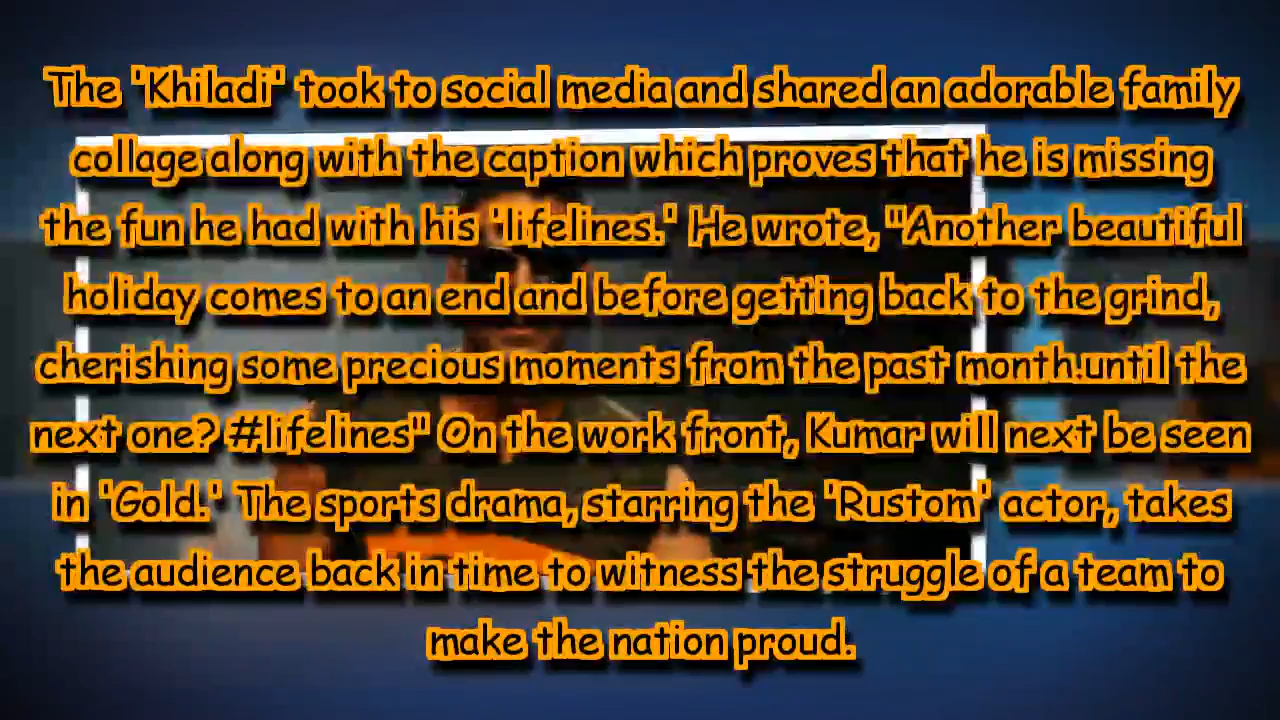 The 'Khiladi' took to social media and shared an adorable family
collage along with the caption which proves that he is missing
the fun he had with his 'lifelines.' He wrote, "Another beautiful
holiday comes to an end and before getting back to the grind,
cherishing some precious moments from the past month.until the
next one? #lifelines" On the work front, Kumar will next be seen
in 'Gold.' The sports drama, starring the 'Rustom' actor, takes
the audience back in time to witness the struggle of a team to
make the nation proud.